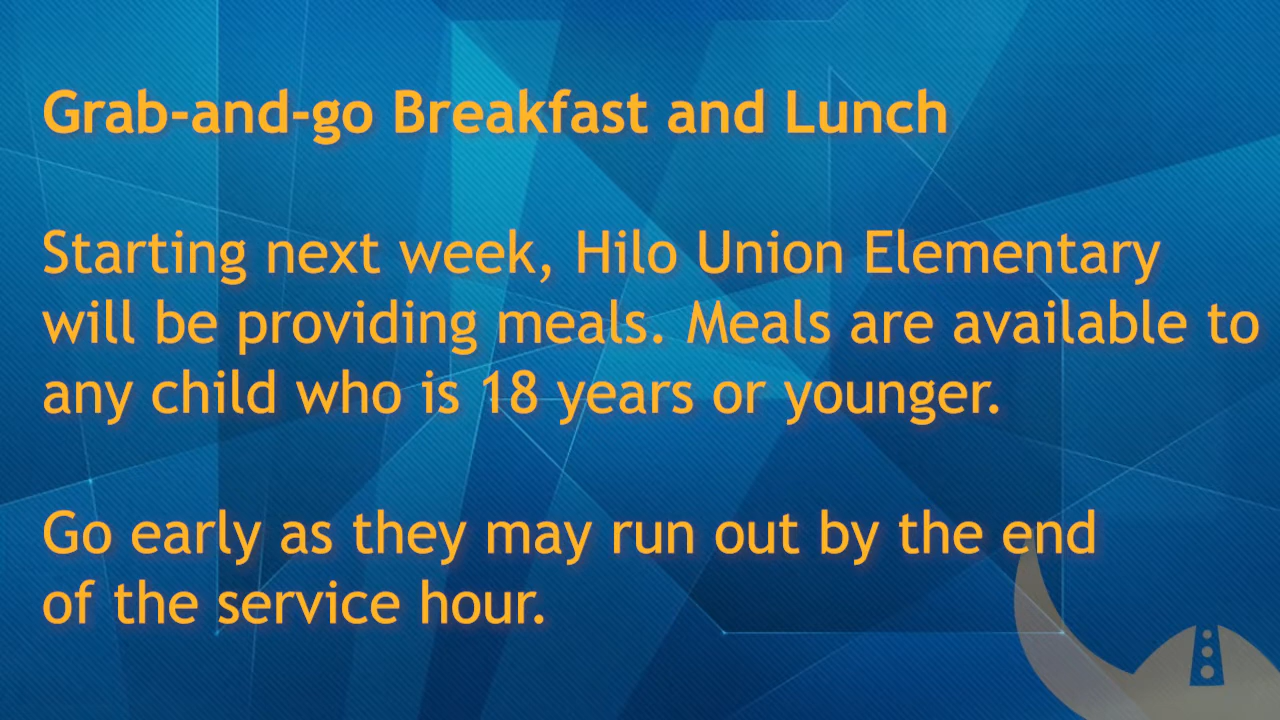 Grab-and-go Breakfast and Lunch
Starting next week, Hilo Union Elementary
will be providing meals. Meals are available to
any child who is 18 years or younger.
Go early as they may run out by the end
of the service hour.